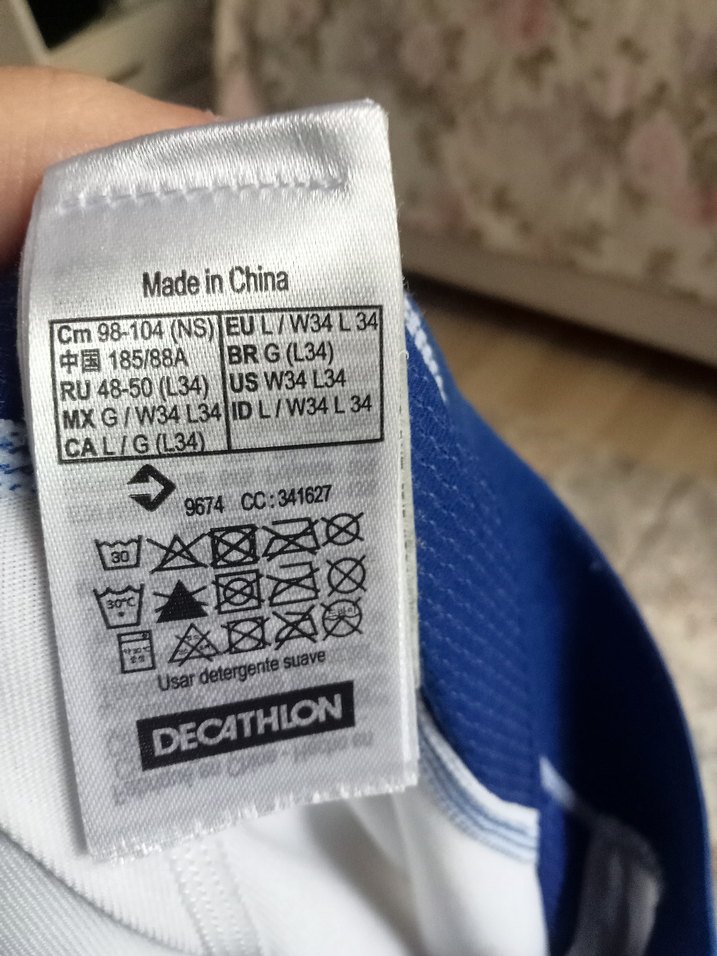 Made in China
Cm 98-104 (NS) EU L / W34 L 34
中国 185/88A BR G (L34)
RU 48-50 (L34) US W34 L34
MX G / W34 L34 ID L / W34 L 34
CA L / G (L34)
9674 CC : 341627
30
30°C
Usar detergente suave
DECATHLON